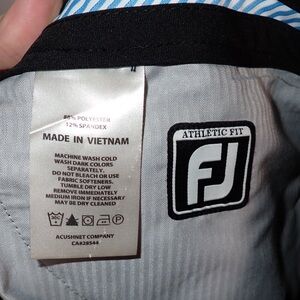 88% POLYESTER
12% SPANDEX
MADE IN VIETNAM
MACHINE WASH COLD
WASH DARK COLORS
SEPARATELY.
DO NOT BLEACH OR USE
FABRIC SOFTENERS.
TUMBLE DRY LOW
REMOVE IMMEDIATELY
MEDIUM IRON IF NECESSARY
MAY BE DRY CLEANED
ACUSHNET COMPANY
CA#28544
ATHLETIC FIT
FJ